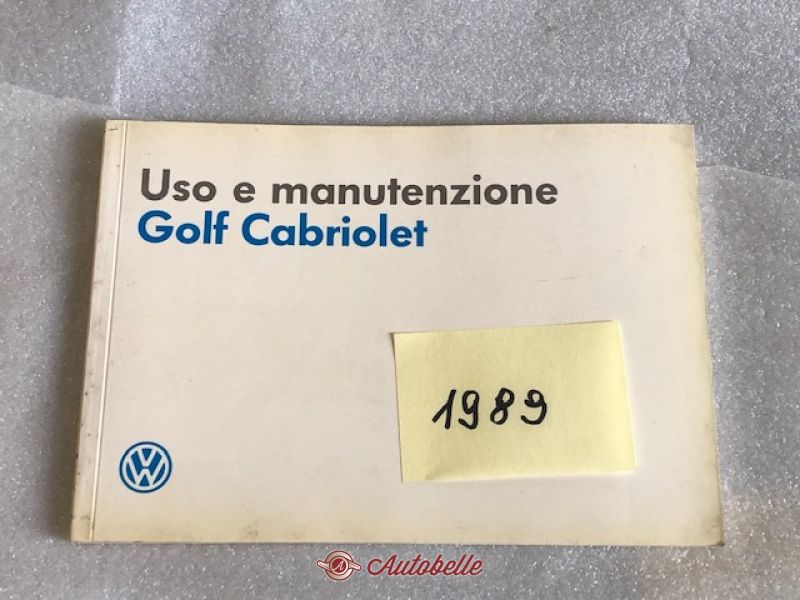 Uso e manutenzione
Golf Cabriolet
1989
VW
Autobelle